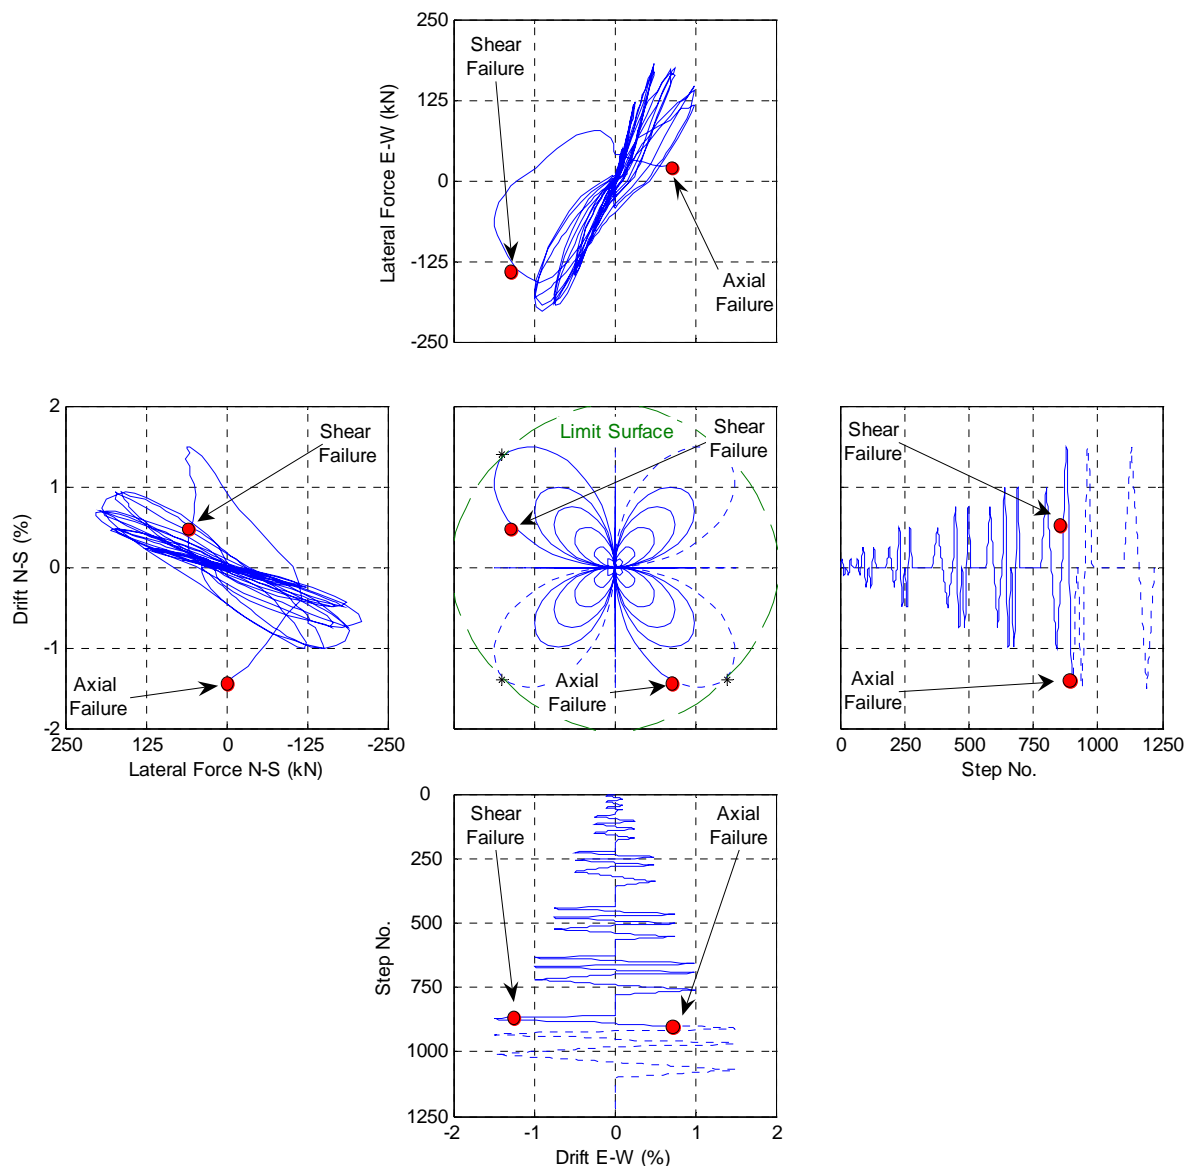 250
125
0
-125
-250
Lateral Force E-W (kN)
Shear
Failure
Axial
Failure
2
1
0
-1
-2
Drift N-S (%)
Shear
Failure
Axial
Failure
250
125
0
-125
-250
Lateral Force N-S (kN)
Limit Surface
Shear
Failure
Axial
Failure
Shear
Failure
Axial
Failure
0
250
500
750
1000
1250
Step No.
0
250
500
750
1000
1250
Step No.
Shear
Failure
Axial
Failure
-2
-1
0
1
2
Drift E-W (%)